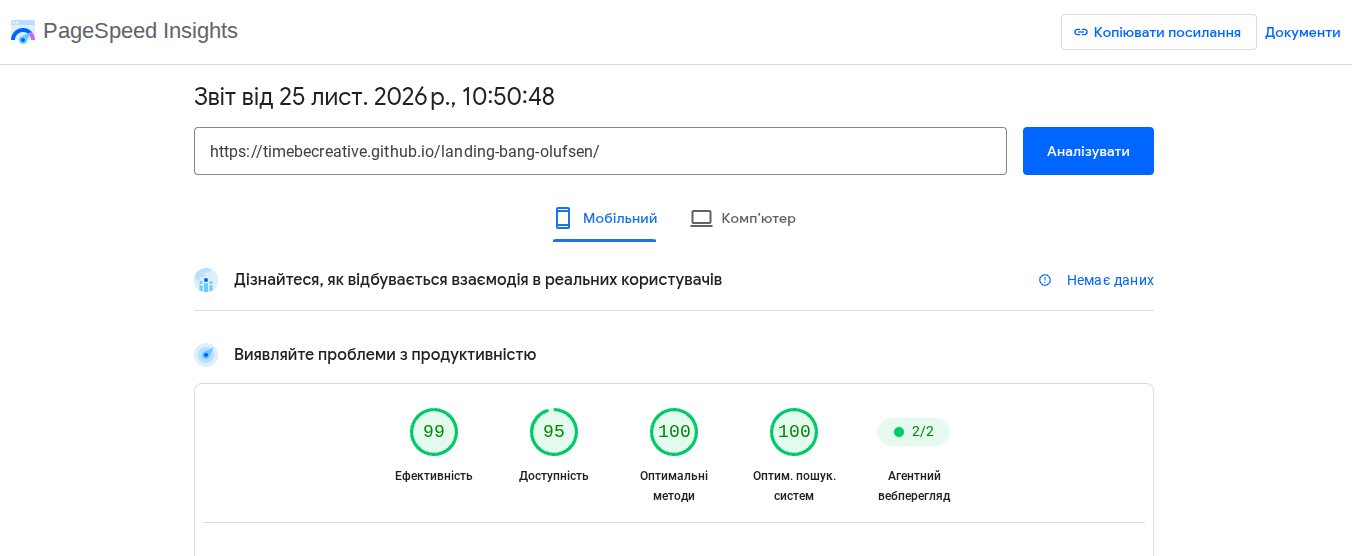 PageSpeed Insights
Копіювати посилання
Документи
Звіт від 25 лист. 2026 р., 10:50:48
https://timebecreative.github.io/landing-bang-olufsen/
Аналізувати
Мобільний
Комп'ютер
Дізнайтеся, як відбувається взаємодія в реальних користувачів
Немає даних
Виявляйте проблеми з продуктивністю
99
95
100
100
2/2
Ефективність
Доступність
Оптимальні
методи
Оптим. пошук.
систем
Агентний
вебперегляд